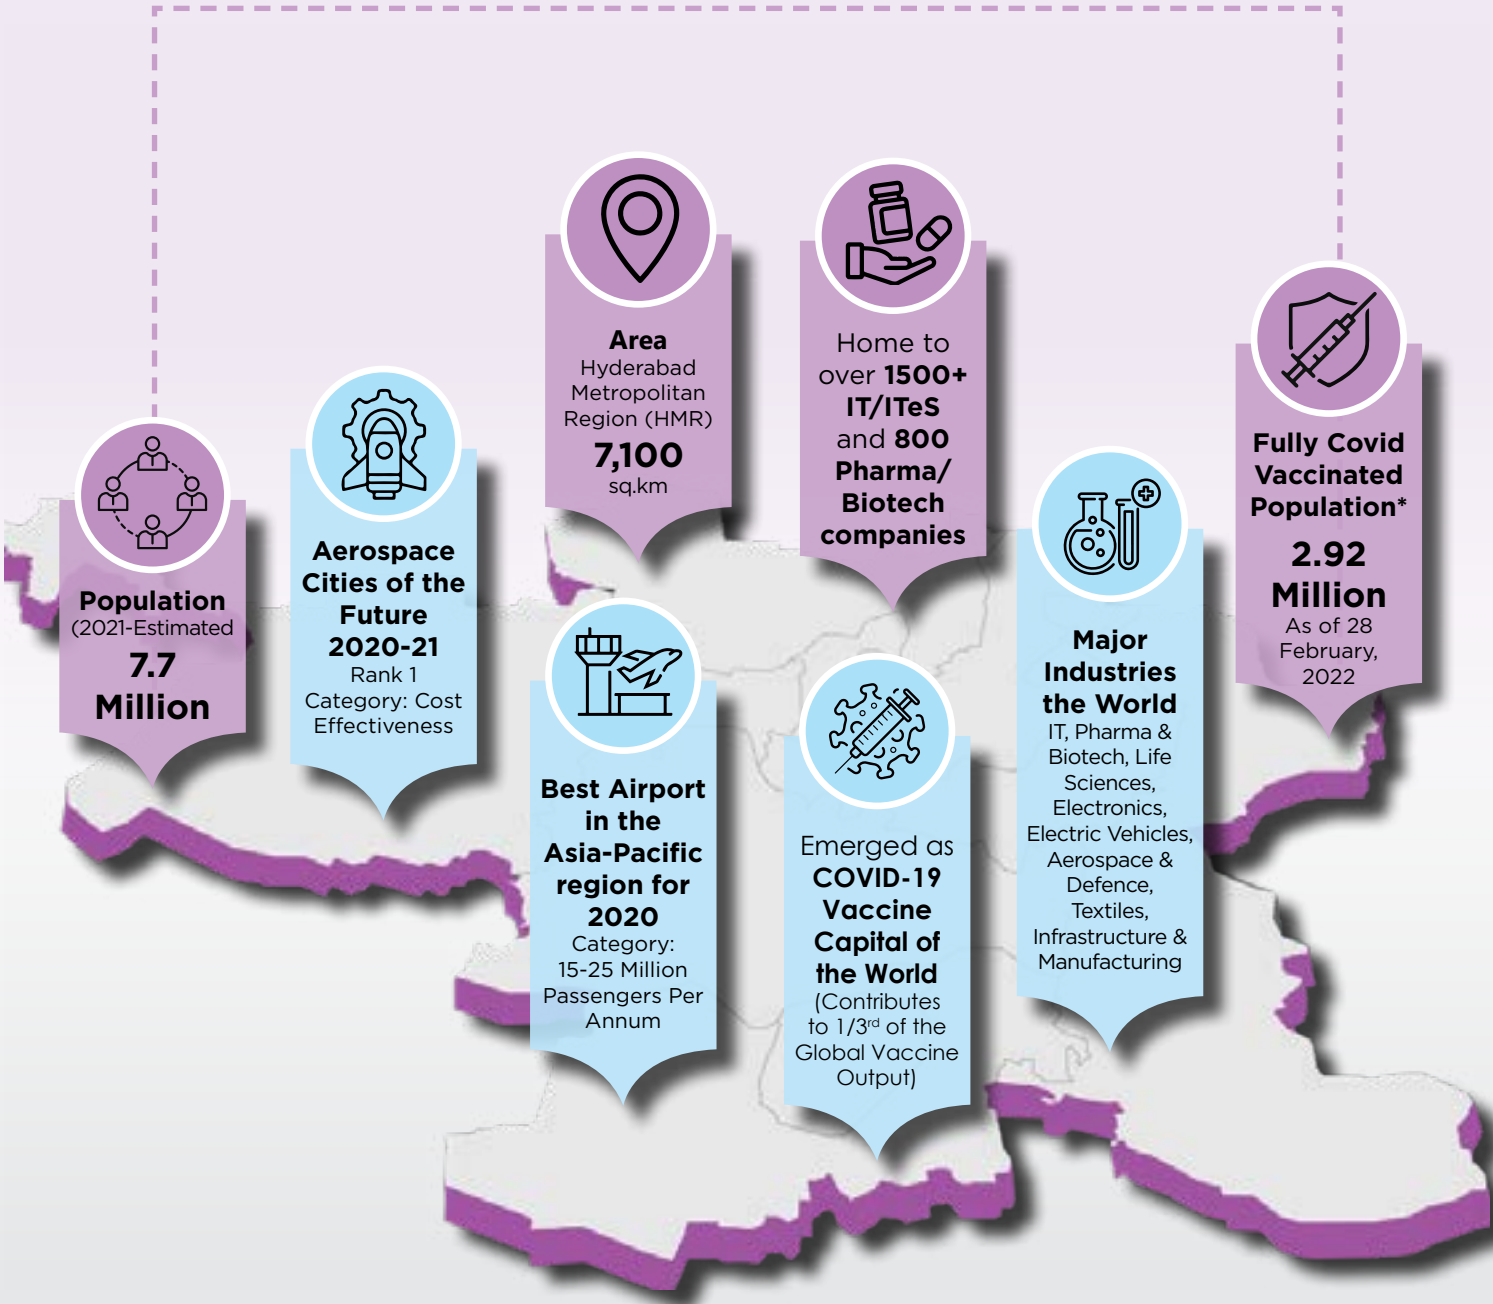 Population
(2021-Estimated
7.7
Million
Aerospace
Cities of the
Future
2020-21
Rank 1
Category: Cost
Effectiveness
Area
Hyderabad
Metropolitan
Region (HMR)
7,100
sq.km
Best Airport
in the
Asia-Pacific
region for
2020
Category:
15-25 Million
Passengers Per
Annum
Home to
over 1500+
IT/ITeS
and 800
Pharma/
Biotech
companies
Emerged as
COVID-19
Vaccine
Capital of
the World
(Contributes
to 1/3rd of the
Global Vaccine
Output)
Major
Industries
the World
IT, Pharma &
Biotech, Life
Sciences,
Electronics,
Electric Vehicles,
Aerospace &
Defence,
Textiles,
Infrastructure &
Manufacturing
Fully Covid
Vaccinated
Population*
2.92
Million
As of 28
February,
2022